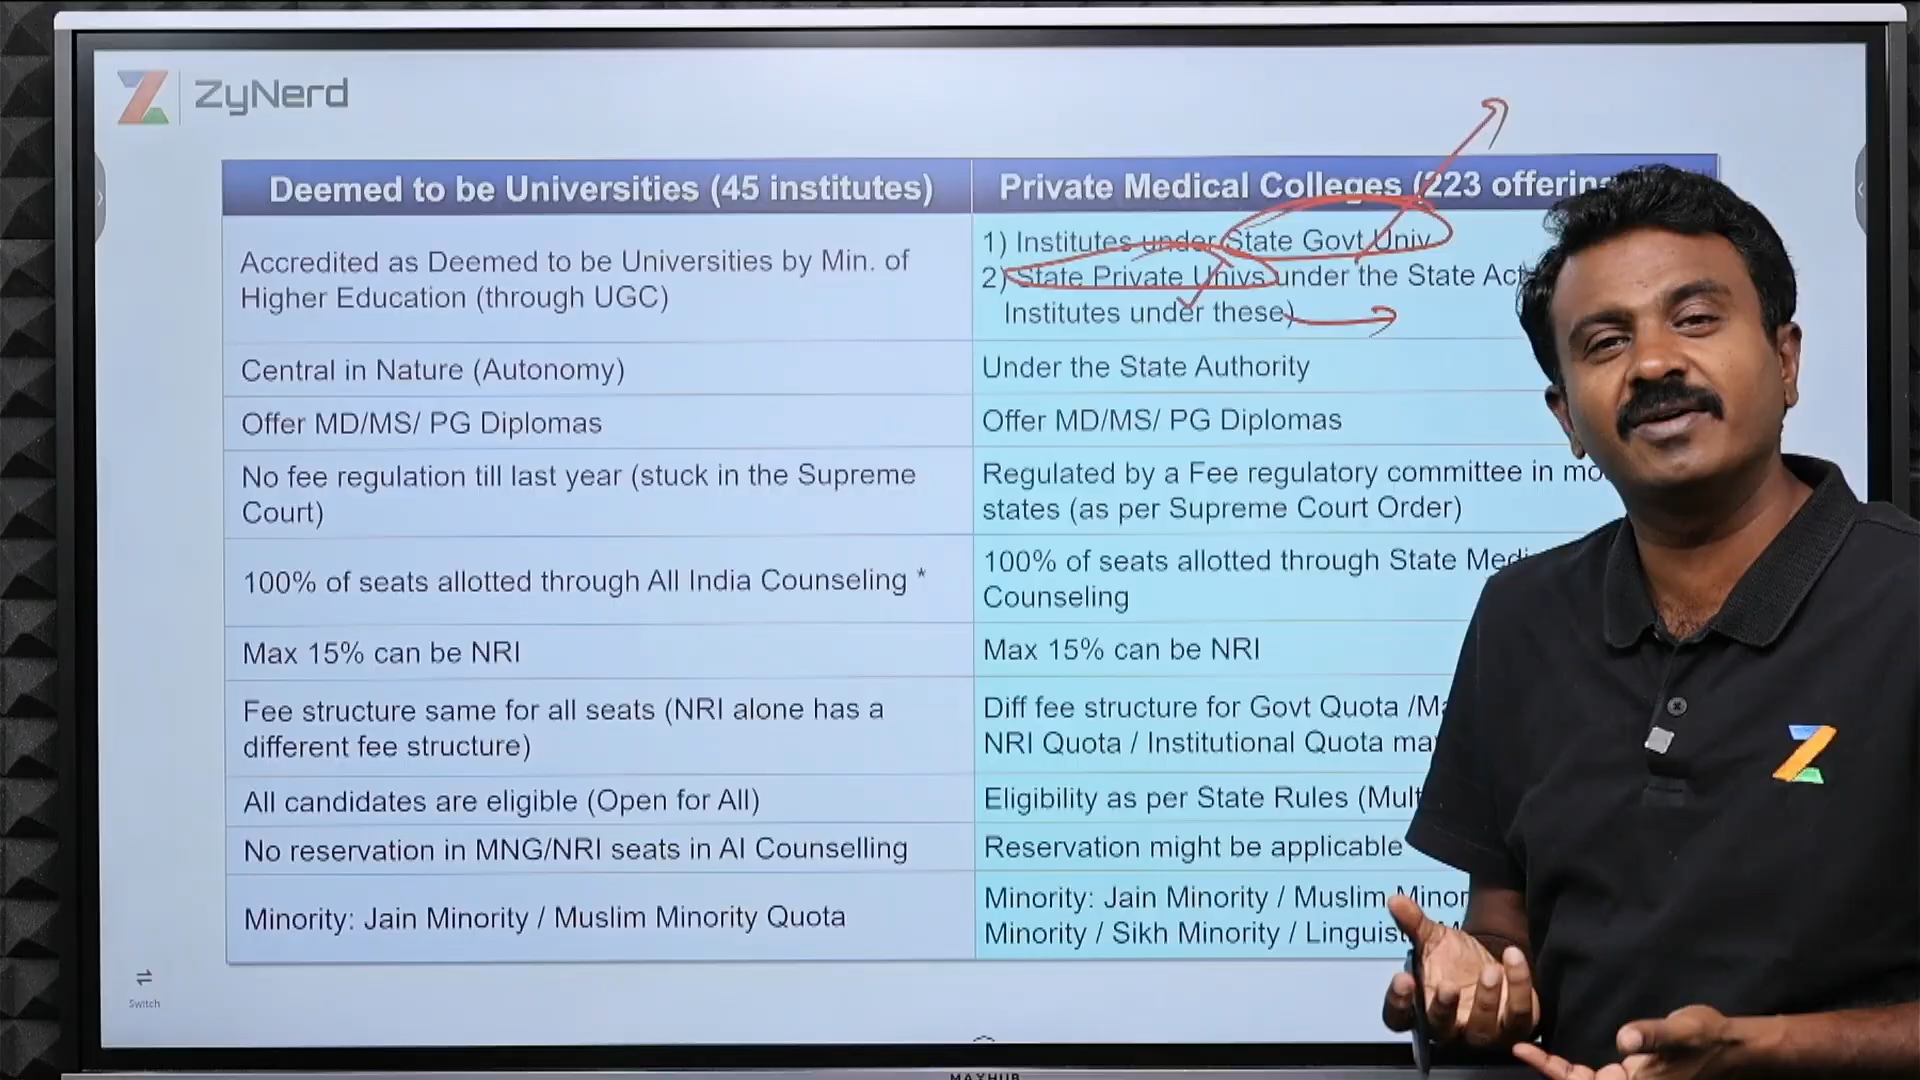 ZyNerd
Deemed to be Universities (45 institutes)
Private Medical Colleges (223 offering
Accredited as Deemed to be Universities by Min. of
Higher Education (through UGC)
1) Institutes under State Govt Univ
2) State Private Univs under the State Act
Institutes under these)
Central in Nature (Autonomy)
Under the State Authority
Offer MD/MS/ PG Diplomas
Offer MD/MS/ PG Diplomas
No fee regulation till last year (stuck in the Supreme
Court)
Regulated by a Fee regulatory committee in
states (as per Supreme Court Order)
100% of seats allotted through All India Counseling *
100% of seats allotted through State
Counseling
Max 15% can be NRI
Max 15% can be NRI
Fee structure same for all seats (NRI alone has a
different fee structure)
Diff fee structure for Govt Quota /
NRI Quota / Institutional Quota
All candidates are eligible (Open for All)
Eligibility as per State Rules
No reservation in MNG/NRI seats in AI Counselling
Reservation might be applicable
Minority: Jain Minority / Muslim Minority Quota
Minority: Jain Minority / Muslim
Minority / Sikh Minority /
Switch
MAXHUB